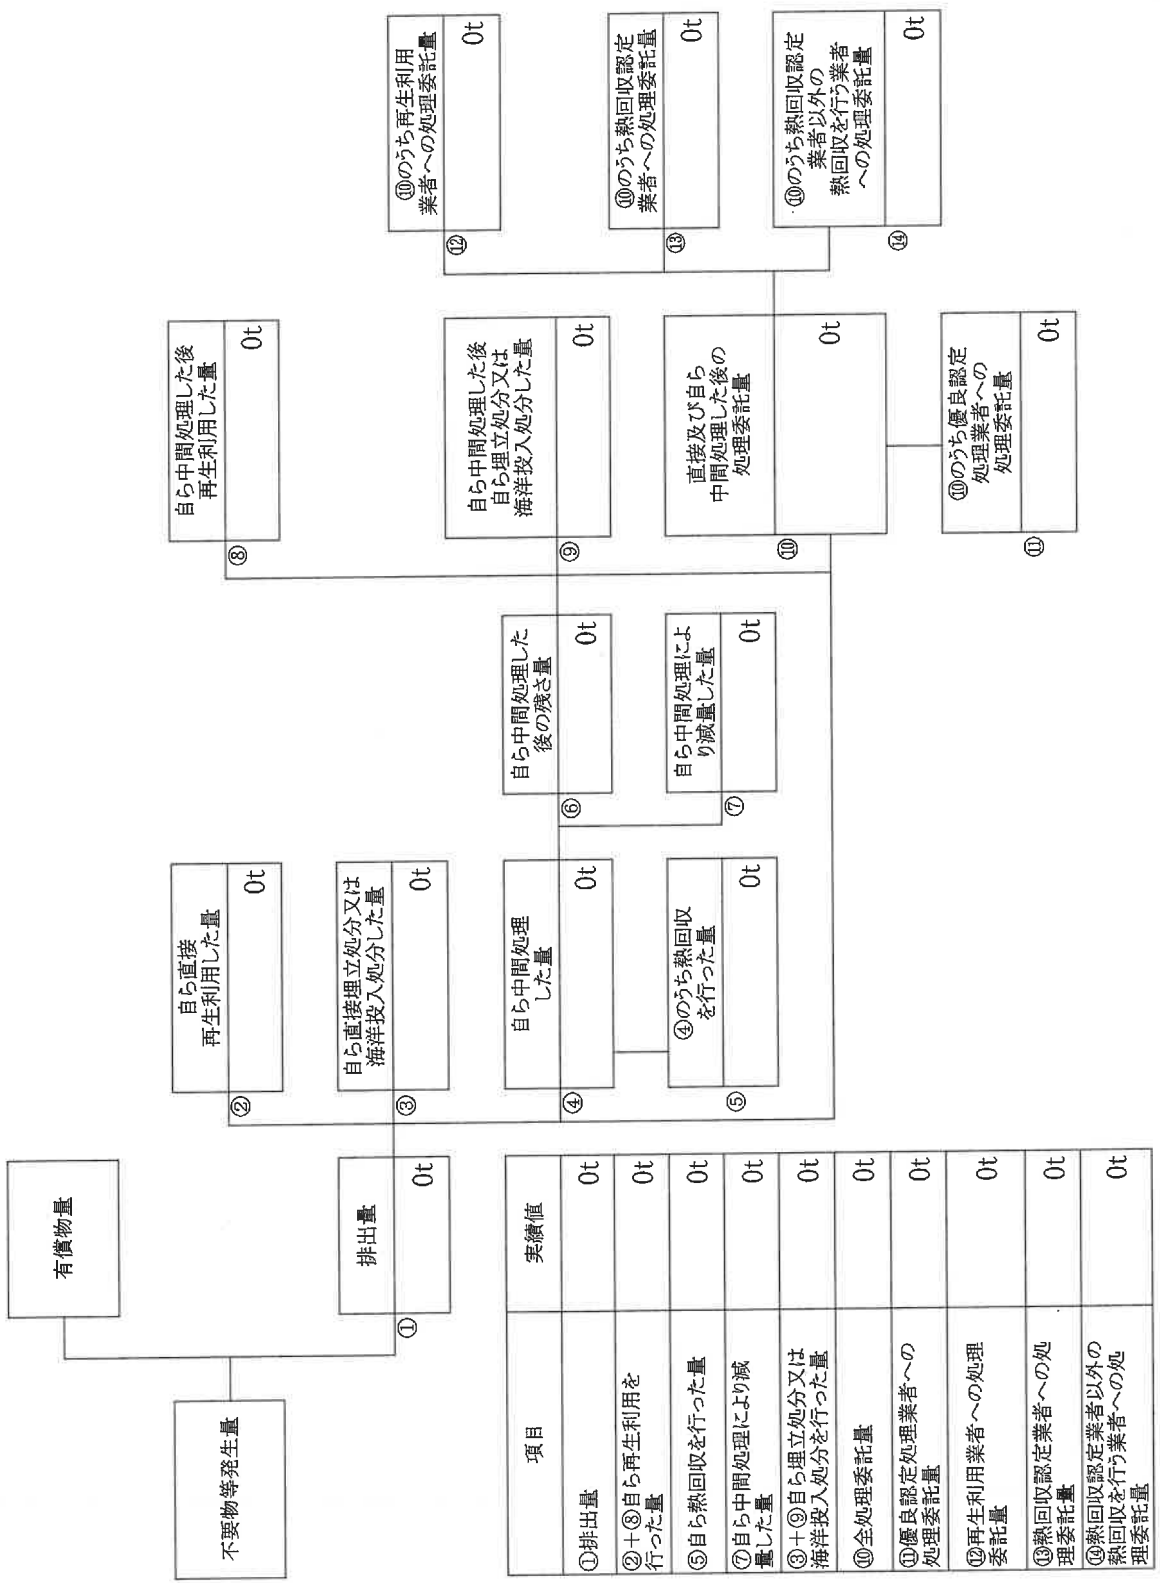 不要物等発生量
有償物量
排出量
①
0t
自ら直接
再生利用した量
②
0t
自ら直接埋立処分又は
海洋投入処分した量
③
0t
自ら中間処理
した量
④
0t
④のうち熱回収
を行った量
⑤
0t
自ら中間処理した
後の残さ量
⑥
0t
自ら中間処理によ
り減量した量
⑦
0t
自ら中間処理した後
再生利用した量
⑧
0t
自ら中間処理した後
自ら埋立処分又は
海洋投入処分した量
⑨
0t
直接及び自ら
中間処理した後の
処理委託量
⑩
0t
⑩のうち優良認定
処理業者への
処理委託量
⑪
0t
⑩のうち再生利用
業者への処理委託量
⑫
0t
⑩のうち熱回収認定
業者への処理委託量
⑬
0t
⑩のうち熱回収認定
業者以外の
熱回収を行う業者
への処理委託量
⑭
0t
項目 実績値
①排出量 0t
②+⑧自ら再生利用を
行った量 0t
⑤自ら熱回収を行った量 0t
⑦自ら中間処理により減
量した量 0t
③+⑨自ら埋立処分又は
海洋投入処分を行った量 0t
⑩全処理委託量 0t
⑪優良認定処理業者への
処理委託量 0t
⑫再生利用業者への処理
委託量 0t
⑬熱回収認定業者への処
理委託量 0t
⑭熱回収認定業者以外の
熱回収を行う業者への処
理委託量 0t